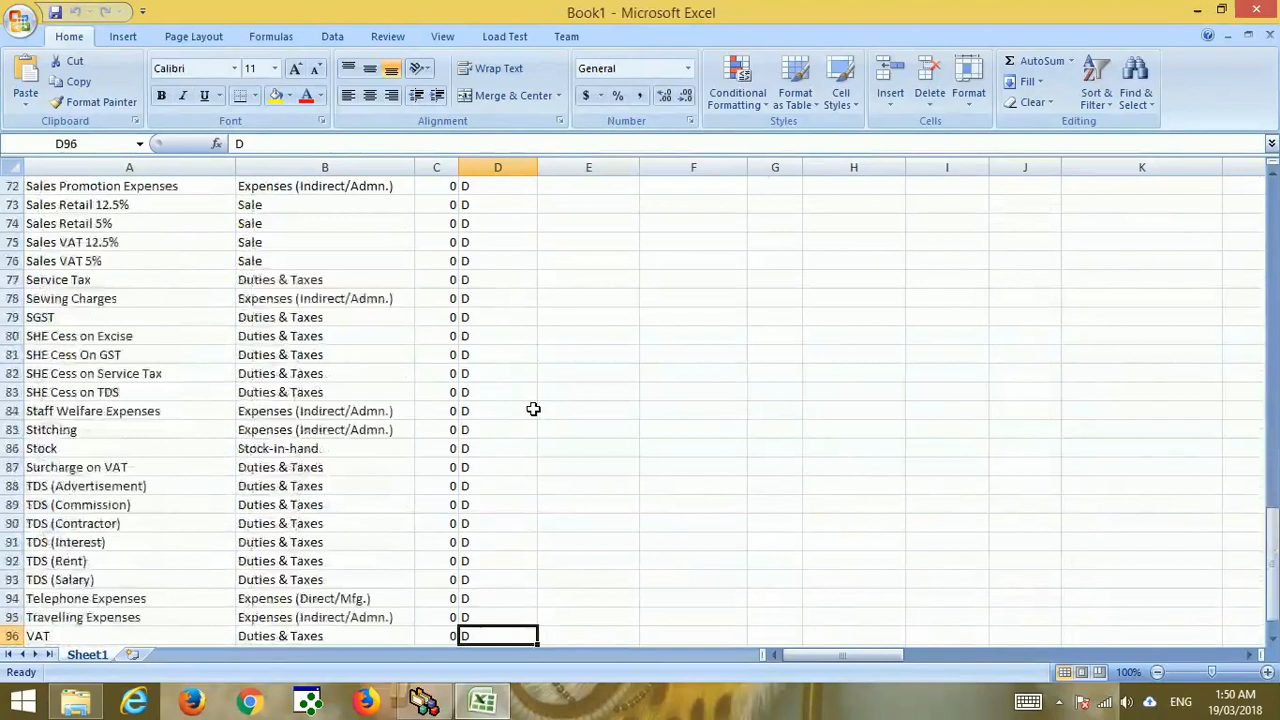 Book1 - Microsoft Excel
Home Insert Page Layout Formulas Data Review View Load Test Team
Cut
Copy
Format Painter
Paste
Clipboard
Calibri 11
B I U
Font
Wrap Text
Merge & Center
Alignment
General
$ % ,
Number
Conditional Formatting
Format as Table
Cell Styles
Styles
Insert Delete Format
Cells
AutoSum
Fill
Clear
Sort & Filter
Find & Select
Editing
D96 fx D
A B C D E F G H I J K
72 Sales Promotion Expenses Expenses (Indirect/Admn.) 0 D
73 Sales Retail 12.5% Sale 0 D
74 Sales Retail 5% Sale 0 D
75 Sales VAT 12.5% Sale 0 D
76 Sales VAT 5% Sale 0 D
77 Service Tax Duties & Taxes 0 D
78 Sewing Charges Expenses (Indirect/Admn.) 0 D
79 SGST Duties & Taxes 0 D
80 SHE Cess on Excise Duties & Taxes 0 D
81 SHE Cess On GST Duties & Taxes 0 D
82 SHE Cess on Service Tax Duties & Taxes 0 D
83 SHE Cess on TDS Duties & Taxes 0 D
84 Staff Welfare Expenses Expenses (Indirect/Admn.) 0 D
85 Stitching Expenses (Indirect/Admn.) 0 D
86 Stock Stock-in-hand 0 D
87 Surcharge on VAT Duties & Taxes 0 D
88 TDS (Advertisement) Duties & Taxes 0 D
89 TDS (Commission) Duties & Taxes 0 D
90 TDS (Contractor) Duties & Taxes 0 D
91 TDS (Interest) Duties & Taxes 0 D
92 TDS (Rent) Duties & Taxes 0 D
93 TDS (Salary) Duties & Taxes 0 D
94 Telephone Expenses Expenses (Direct/Mfg.) 0 D
95 Travelling Expenses Expenses (Indirect/Admn.) 0 D
96 VAT Duties & Taxes 0 D
Sheet1
Ready 100%
ENG
1:50 AM
19/03/2018